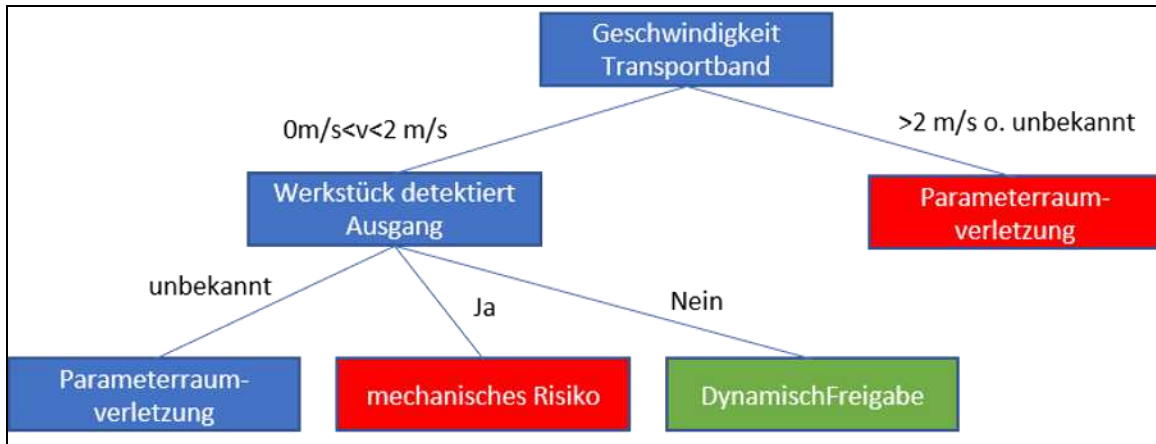 Geschwindigkeit
Transportband
0m/s<v<2 m/s
>2 m/s o. unbekannt
Werkstück detektiert
Ausgang
Parameterraum-
verletzung
unbekannt
Ja
Nein
Parameterraum-
verletzung
mechanisches Risiko
DynamischFreigabe